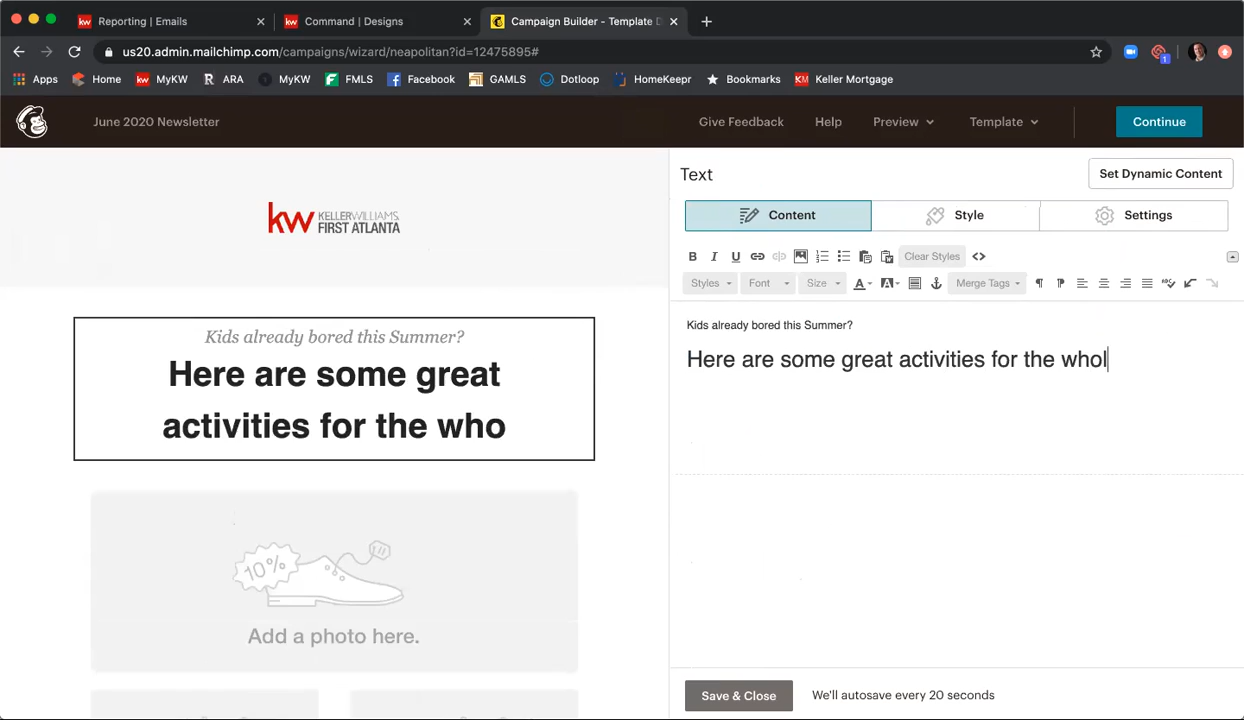 Reporting | Emails
Command | Designs
Campaign Builder - Template D
us20.admin.mailchimp.com/campaigns/wizard/neapolitan?id=12475895#
Apps
Home
kw MyKW
R ARA
MyKW
FMLS
Facebook
GAMLS
Dotloop
HomeKeepr
Bookmarks
KM Keller Mortgage
June 2020 Newsletter
Give Feedback
Help
Preview
Template
Continue
kw KELLERWILLIAMS.
FIRST ATLANTA
Kids already bored this Summer?
Here are some great
activities for the who
10%
Add a photo here.
Text
Set Dynamic Content
Content
Style
Settings
B I U
Clear Styles
Styles
Font
Size
A
A
Merge Tags
Kids already bored this Summer?
Here are some great activities for the whol
Save & Close
We'll autosave every 20 seconds